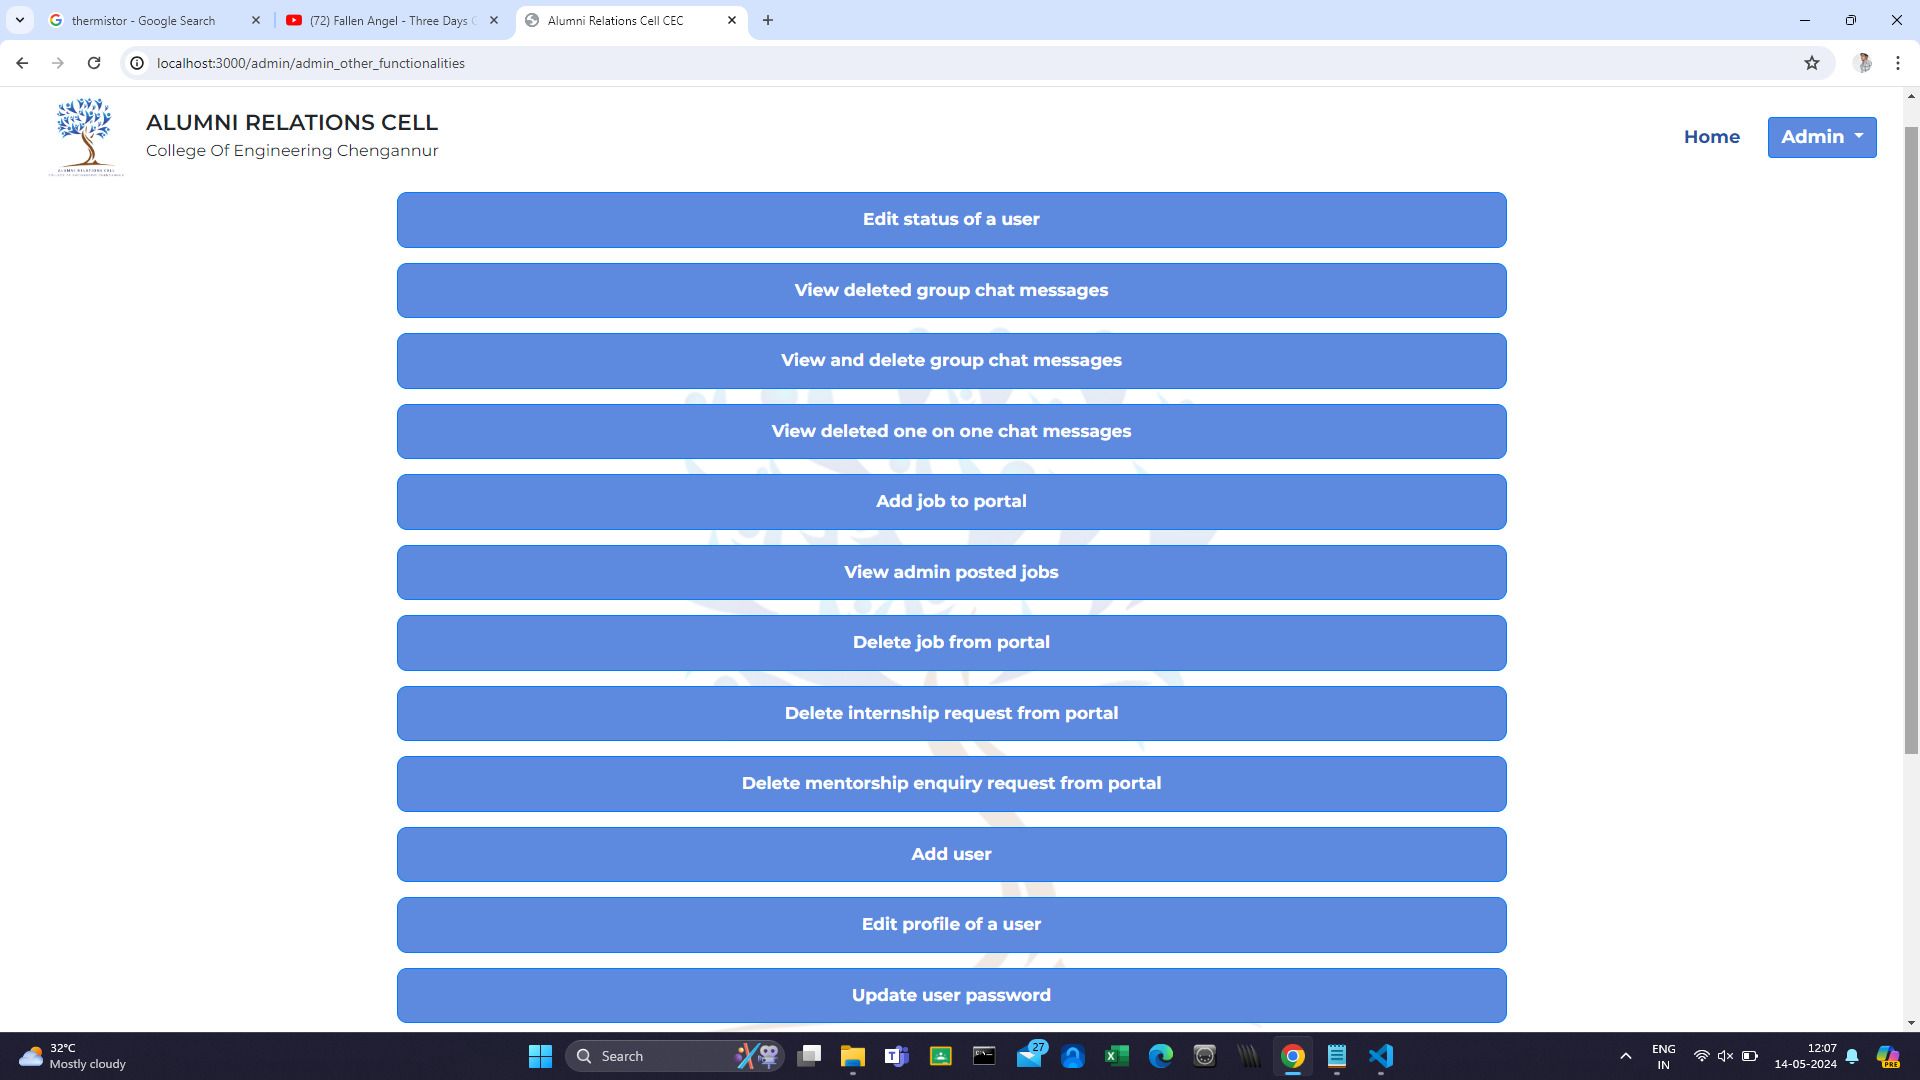 thermistor - Google Search
(72) Fallen Angel - Three Days
Alumni Relations Cell CEC
localhost:3000/admin/admin_other_functionalities
ALUMNI RELATIONS CELL
College Of Engineering Chengannur
ALUMNI RELATIONS CELL
Home
Admin
Edit status of a user
View deleted group chat messages
View and delete group chat messages
View deleted one on one chat messages
Add job to portal
View admin posted jobs
Delete job from portal
Delete internship request from portal
Delete mentorship enquiry request from portal
Add user
Edit profile of a user
Update user password
32°C
Mostly cloudy
Search
27
ENG
IN
12:07
14-05-2024
PRE